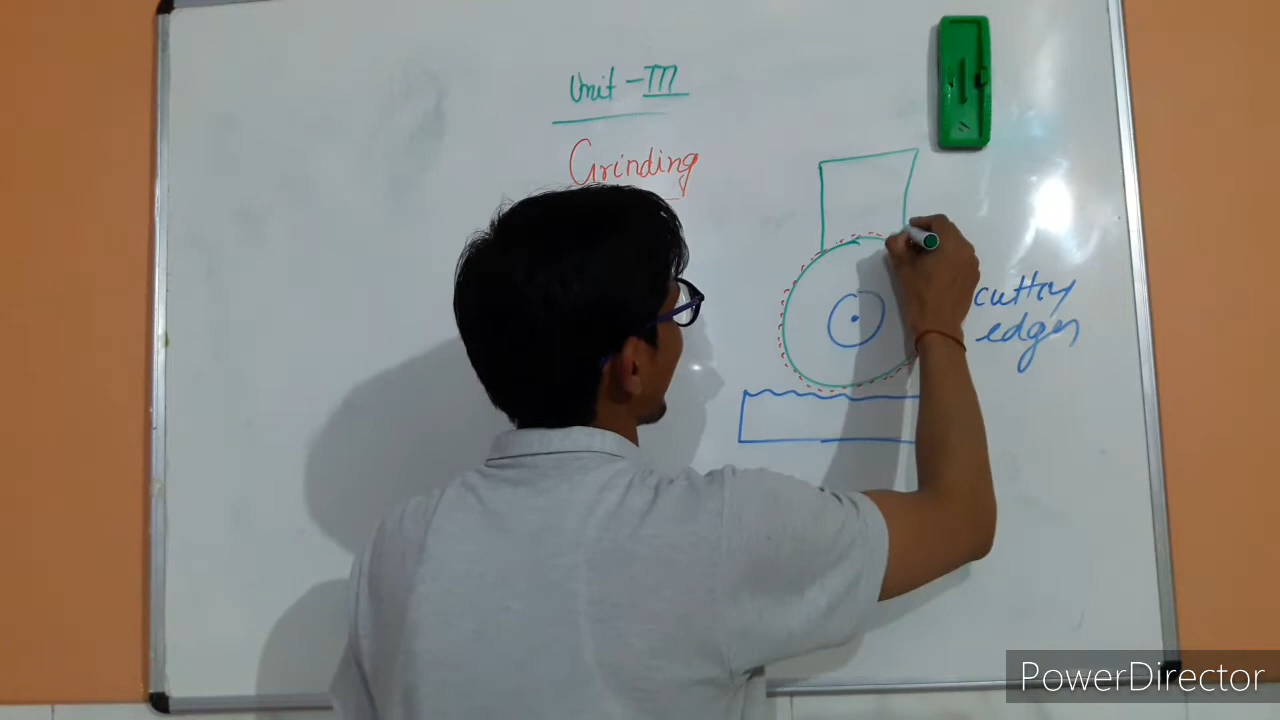 Unit - III
Grinding
cutting
edges
PowerDirector